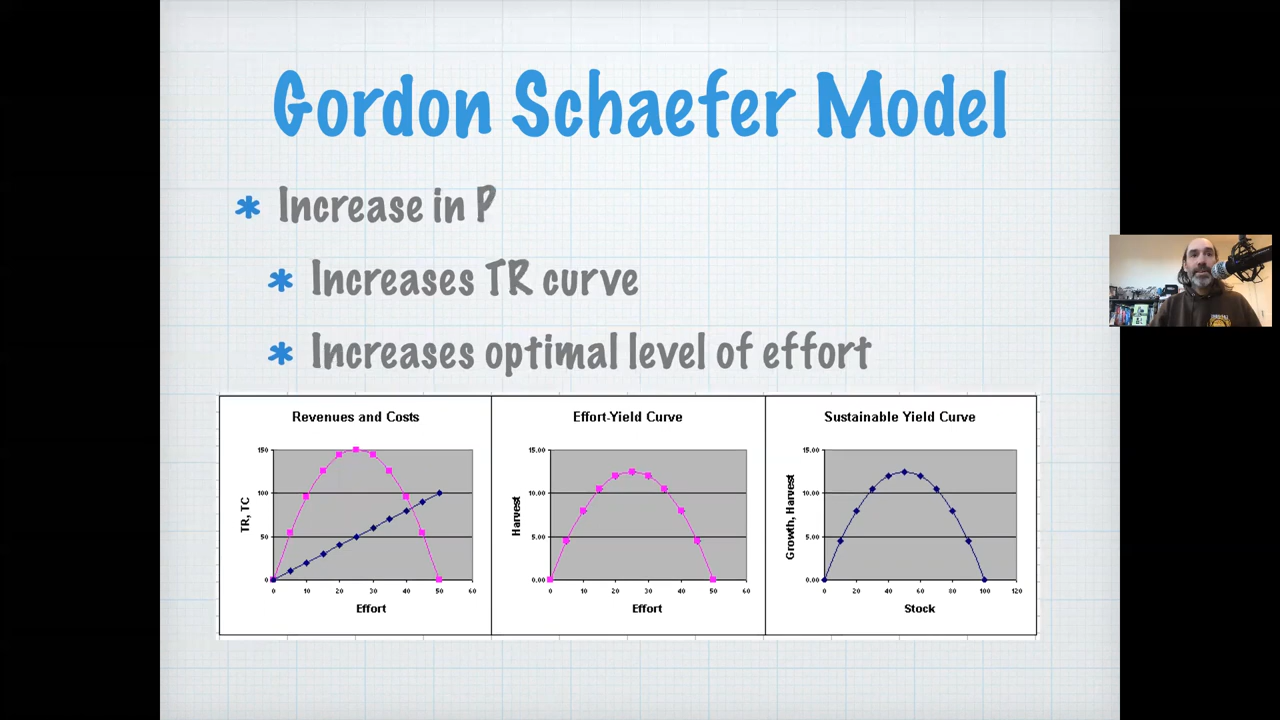 Gordon Schaefer Model
* Increase in P
* Increases TR curve
* Increases optimal level of effort
Revenues and Costs
TR, TC
150
100
50
0
0 10 20 30 40 50 60
Effort
Effort-Yield Curve
Harvest
15.00
10.00
5.00
0.00
0 10 20 30 40 50 60
Effort
Sustainable Yield Curve
Growth, Harvest
15.00
10.00
5.00
0.00
0 20 40 60 80 100 120
Stock